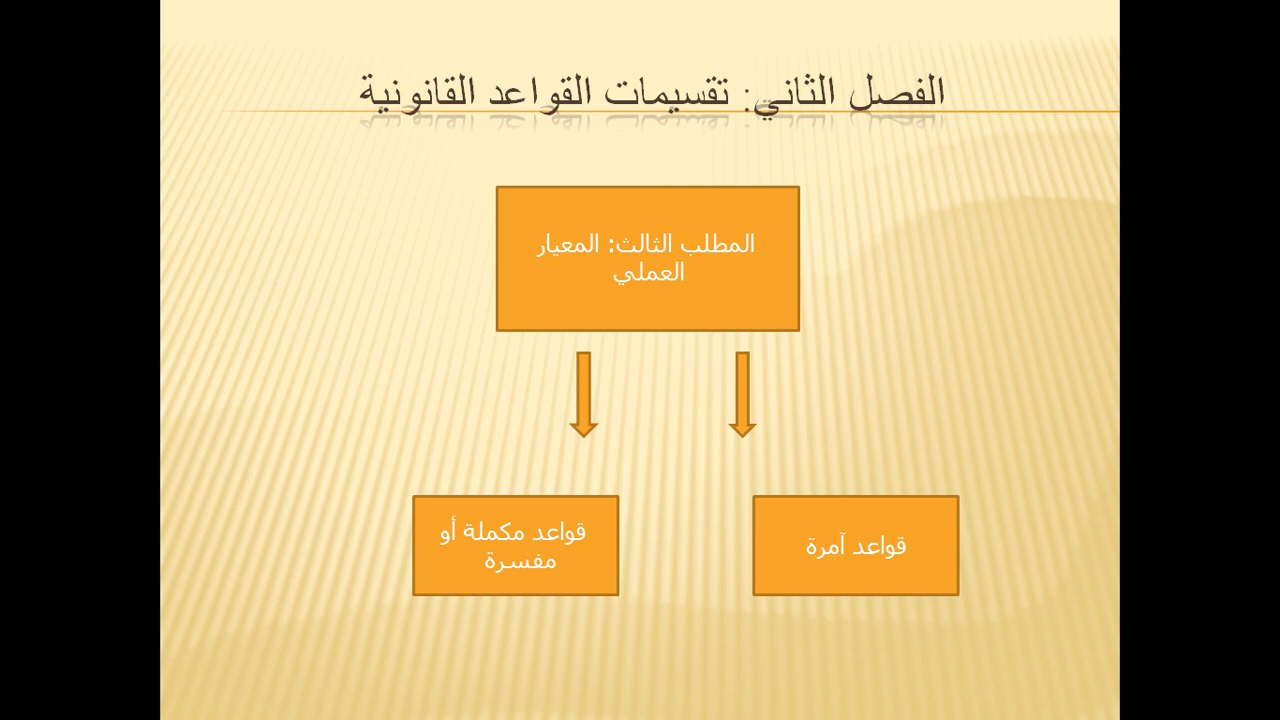 الفصل الثاني: تقسيمات القواعد القانونية
المطلب الثالث: المعيار
العملي
قواعد آمرة
قواعد مكملة أو
مفسرة